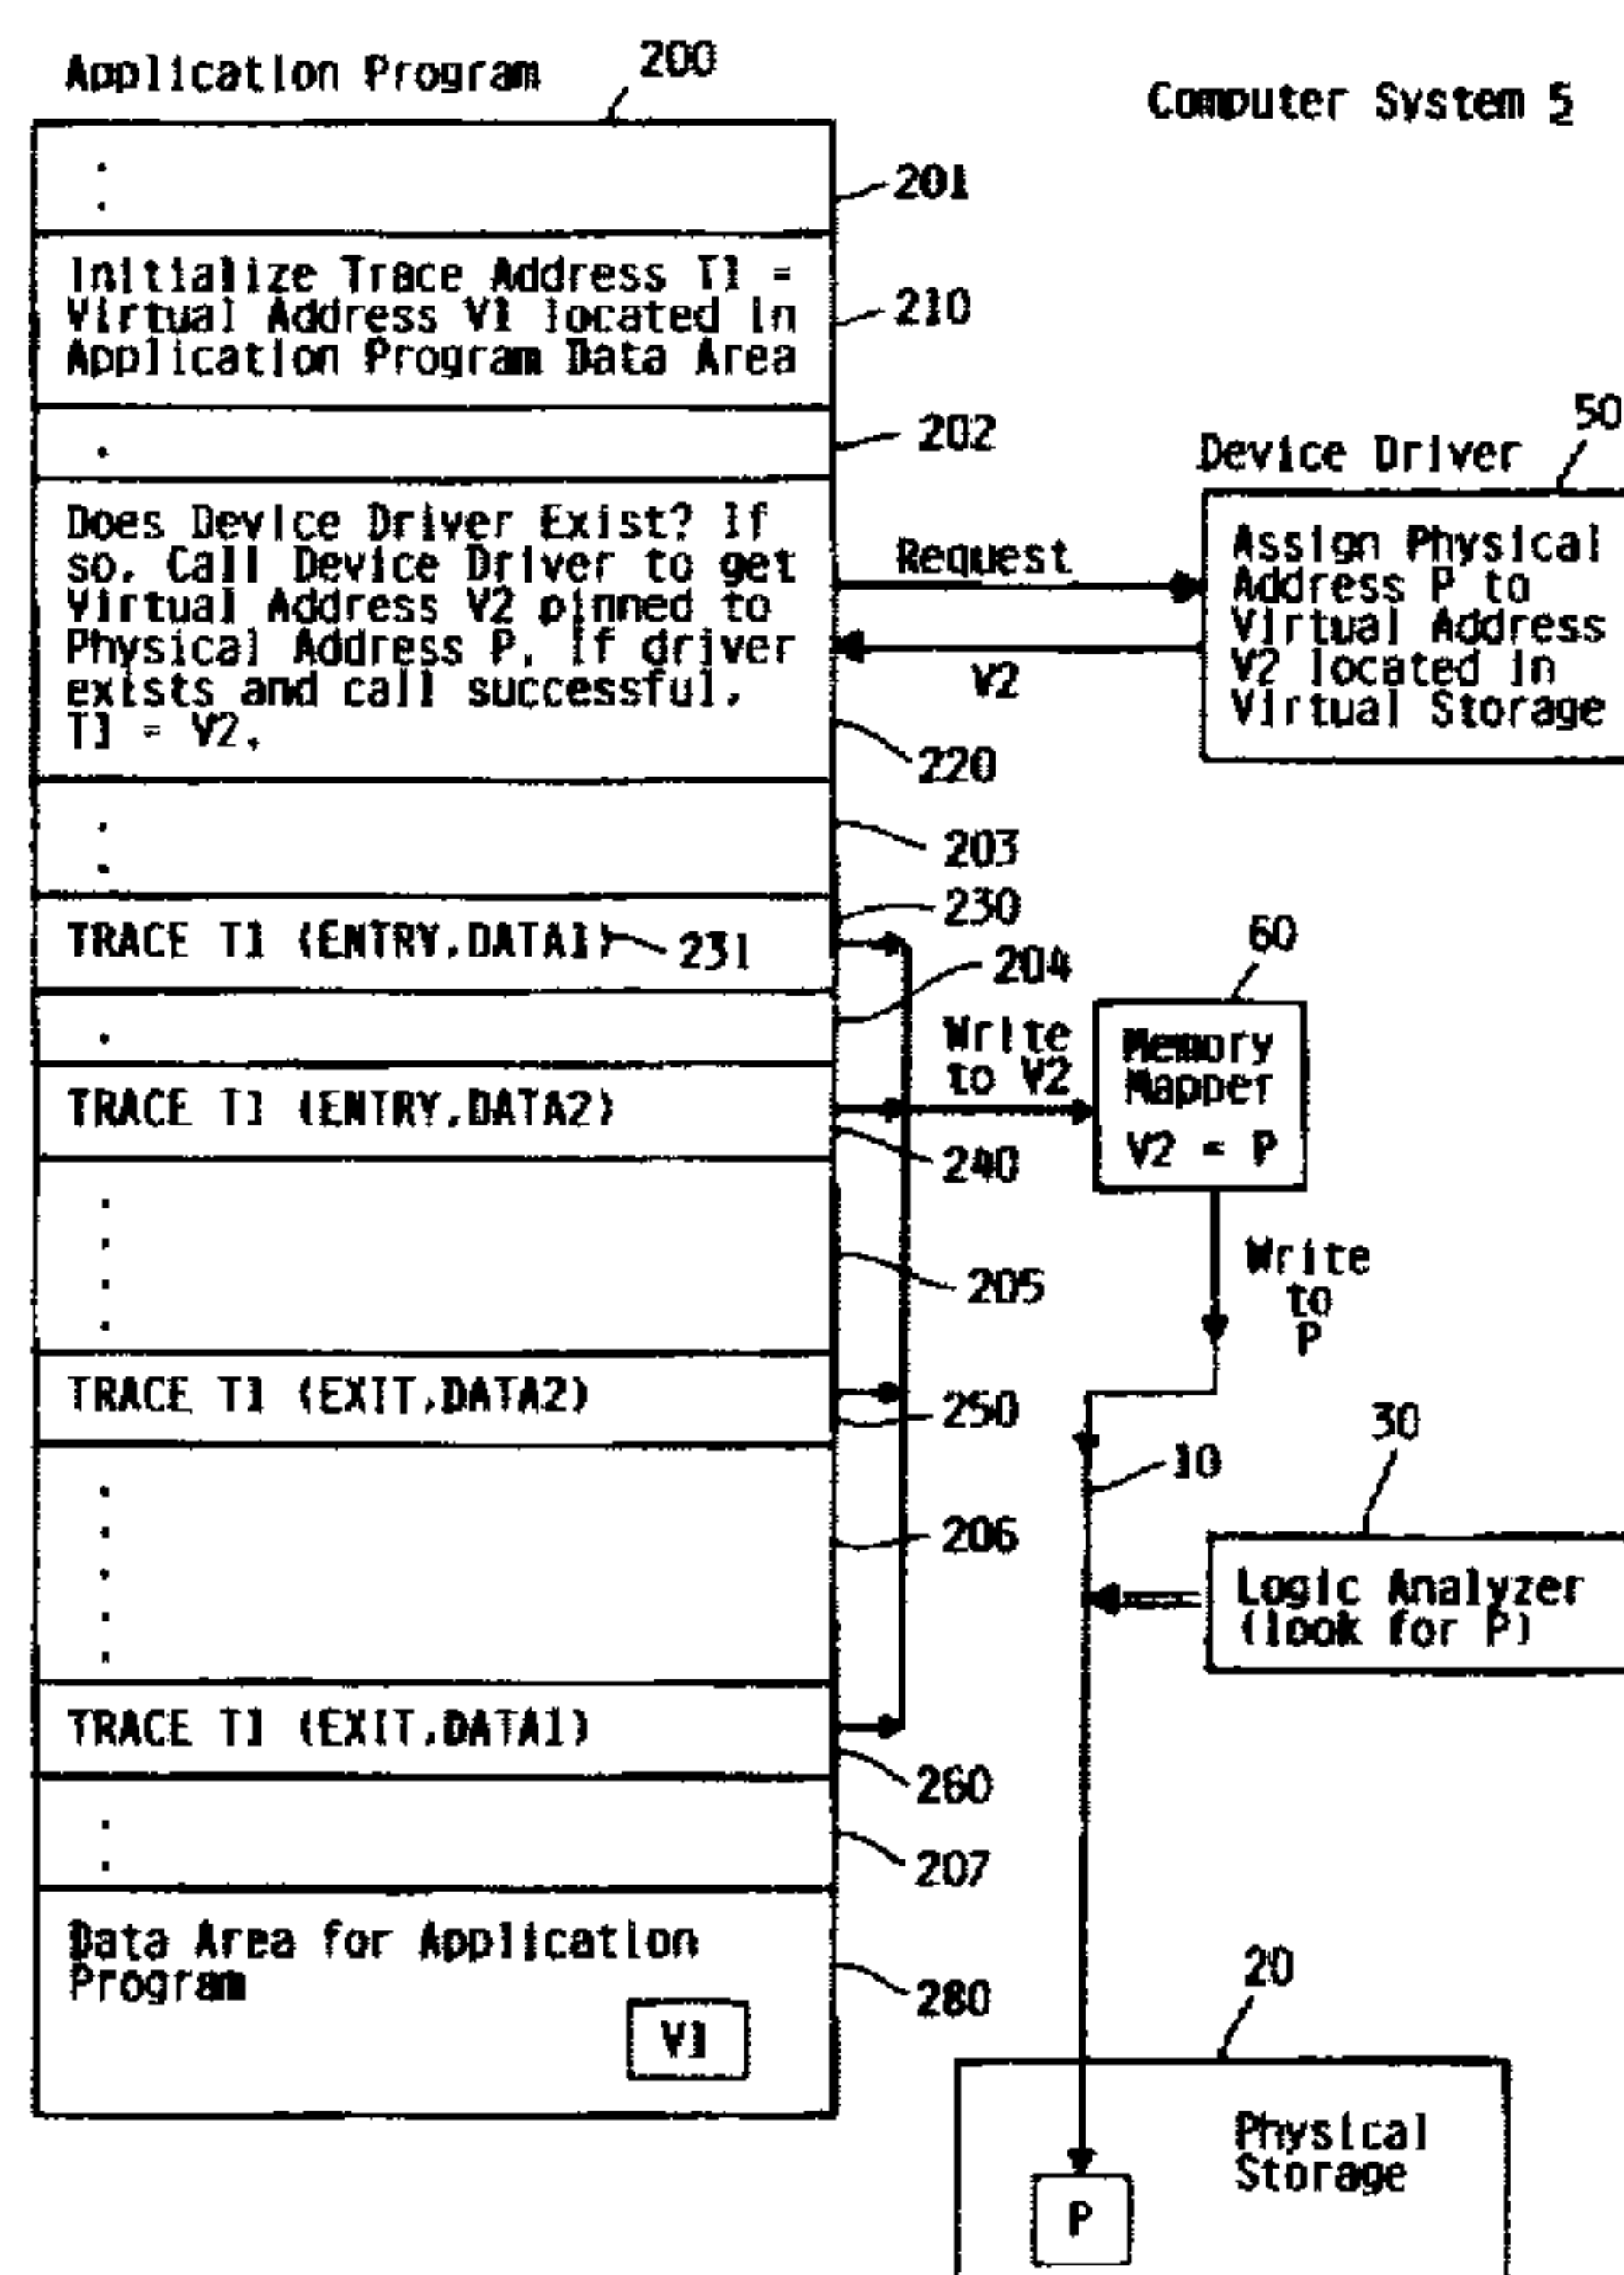 Application Program
200
Computer System 5
201
Initialize Trace Address T1 =
Virtual Address V1 located in
Application Program Data Area
210
202
Device Driver
50
Does Device Driver Exist? If
so, Call Device Driver to get
Virtual Address V2 pinned to
Physical Address P. If driver
exists and call successful,
T1 = V2.
Request
V2
Assign Physical
Address P to
Virtual Address
V2 located in
Virtual Storage
220
203
230
TRACE T1 (ENTRY,DATA1)
231
204
60
Write
to V2
Memory
Mapper
V2 = P
TRACE T1 (ENTRY,DATA2)
240
Write
to
P
205
TRACE T1 (EXIT,DATA2)
250
30
10
206
Logic Analyzer
(look for P)
TRACE T1 (EXIT,DATA1)
260
207
Data Area for Application
Program
280
V1
20
Physical
Storage
P